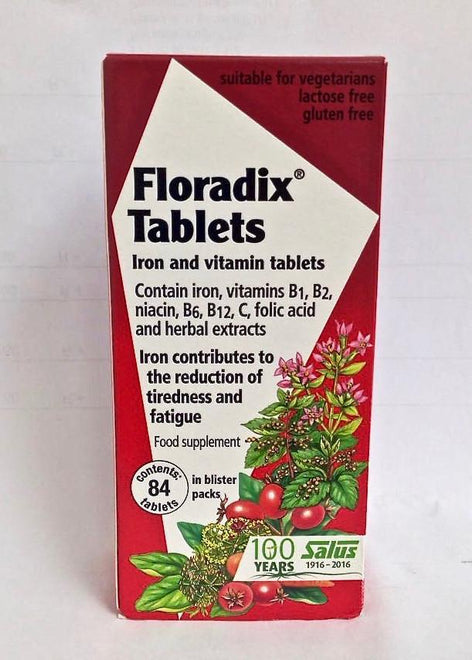 suitable for vegetarians
lactose free
gluten free
Floradix®
Tablets
Iron and vitamin tablets
Contain iron, vitamins B1, B2,
niacin, B6, B12, C, folic acid
and herbal extracts
Iron contributes to
the reduction of
tiredness and
fatigue
Food supplement
contents:
84
tablets
in blister
packs
100
YEARS
Salus
1916-2016